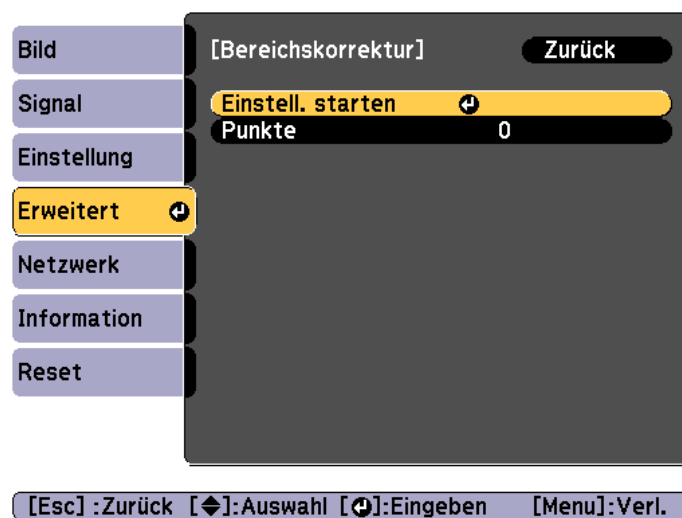 Bild
Signal
Einstellung
Erweitert
Netzwerk
Information
Reset
[Bereichskorrektur] Zurück
Einstell. starten
Punkte 0
[Esc] :Zurück [◆]:Auswahl [↵]:Eingeben [Menu]:Verl.